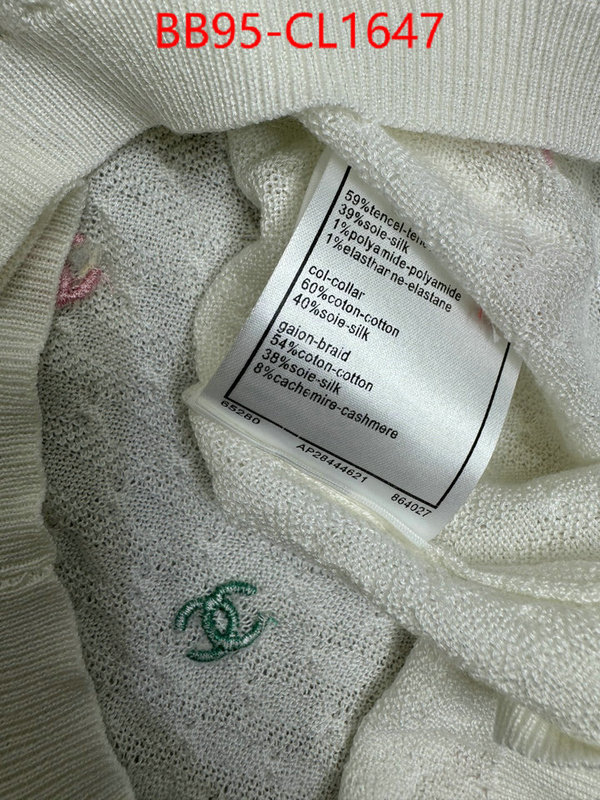 BB95-CL1647
59%tencel-
39%soie-silk
1%polyamide-polyamide
1%elasthanne-elastane
col-collar
60%coton-cotton
40%soie-silk
galon-braid
54%coton-cotton
38%soie-silk
8%cachemire-cashmere
65280
AP28444621
864027